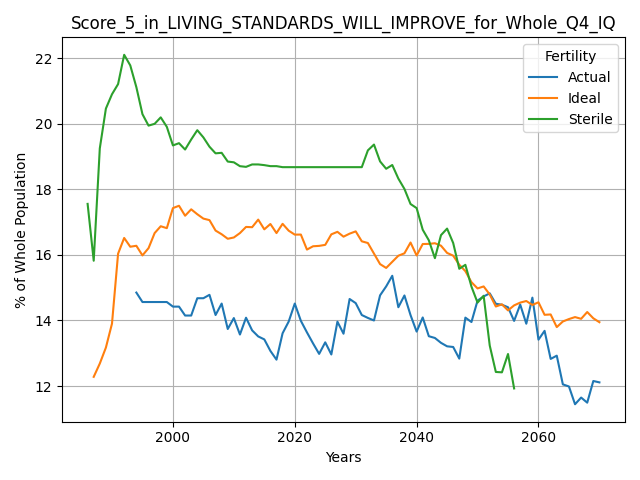 Score_5_in_LIVING_STANDARDS_WILL_IMPROVE_for_Whole_Q4_IQ
Fertility
Actual
Ideal
Sterile
% of Whole Population
22
20
18
16
14
12
2000 2020 2040 2060
Years